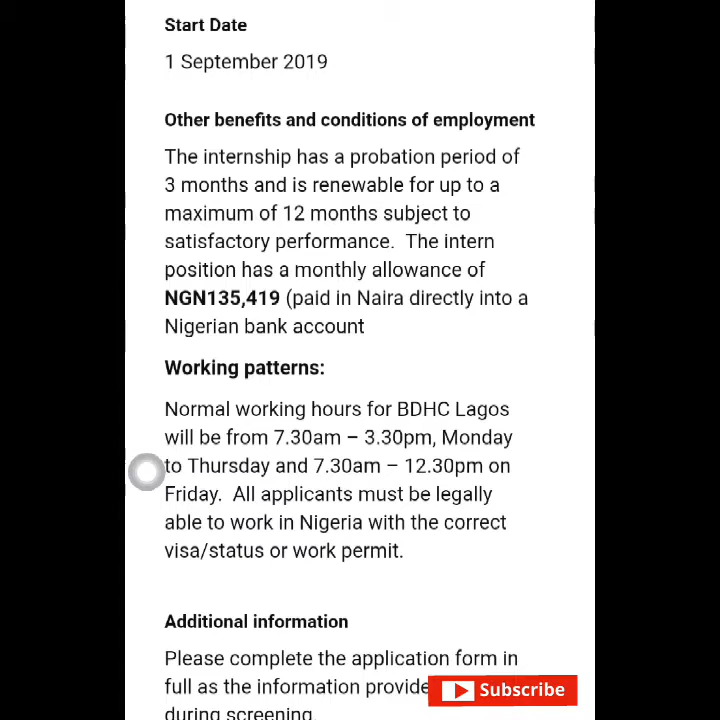 Start Date
1 September 2019
Other benefits and conditions of employment
The internship has a probation period of
3 months and is renewable for up to a
maximum of 12 months subject to
satisfactory performance.  The intern
position has a monthly allowance of
NGN135,419 (paid in Naira directly into a
Nigerian bank account
Working patterns:
Normal working hours for BDHC Lagos
will be from 7.30am – 3.30pm, Monday
to Thursday and 7.30am – 12.30pm on
Friday.  All applicants must be legally
able to work in Nigeria with the correct
visa/status or work permit.
Additional information
Please complete the application form in
full as the information provide
Subscribe
during screening.